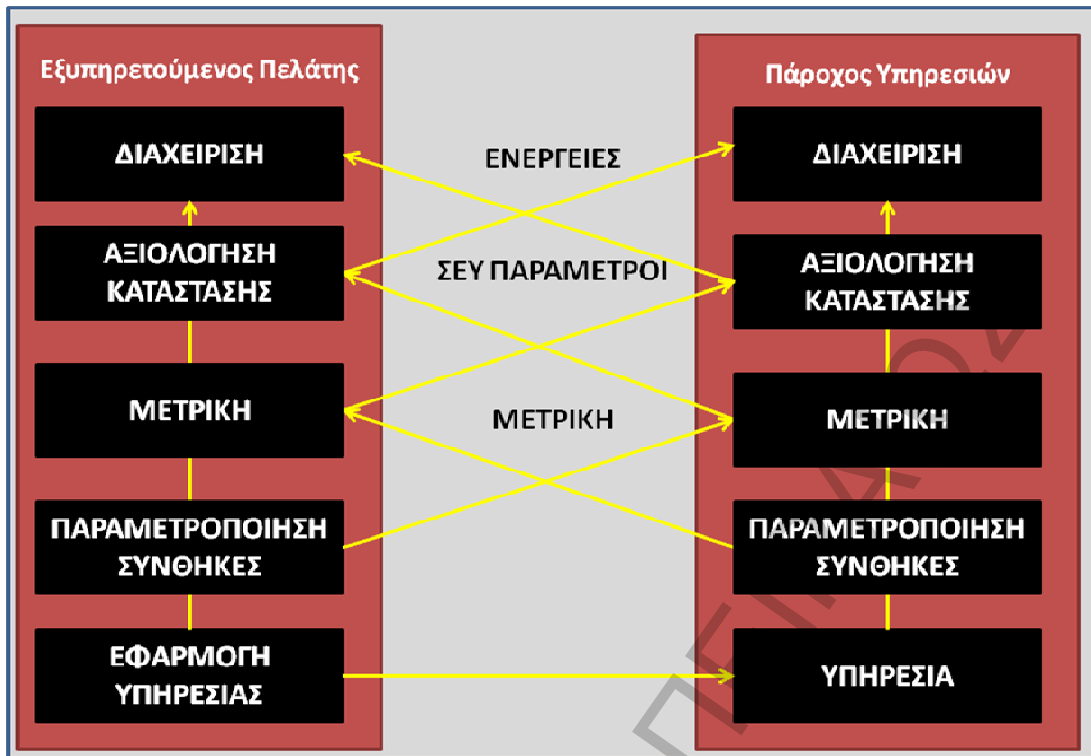 Εξυπηρετούμενος Πελάτης
ΔΙΑΧΕΙΡΙΣΗ
ΑΞΙΟΛΟΓΗΣΗ
ΚΑΤΑΣΤΑΣΗΣ
ΜΕΤΡΙΚΗ
ΠΑΡΑΜΕΤΡΟΠΟΙΗΣΗ
ΣΥΝΘΗΚΕΣ
ΕΦΑΡΜΟΓΗ
ΥΠΗΡΕΣΙΑΣ
ΕΝΕΡΓΕΙΕΣ
ΣΕΥ ΠΑΡΑΜΕΤΡΟΙ
ΜΕΤΡΙΚΗ
Πάροχος Υπηρεσιών
ΔΙΑΧΕΙΡΙΣΗ
ΑΞΙΟΛΟΓΗΣΗ
ΚΑΤΑΣΤΑΣΗΣ
ΜΕΤΡΙΚΗ
ΠΑΡΑΜΕΤΡΟΠΟΙΗΣΗ
ΣΥΝΘΗΚΕΣ
ΥΠΗΡΕΣΙΑ